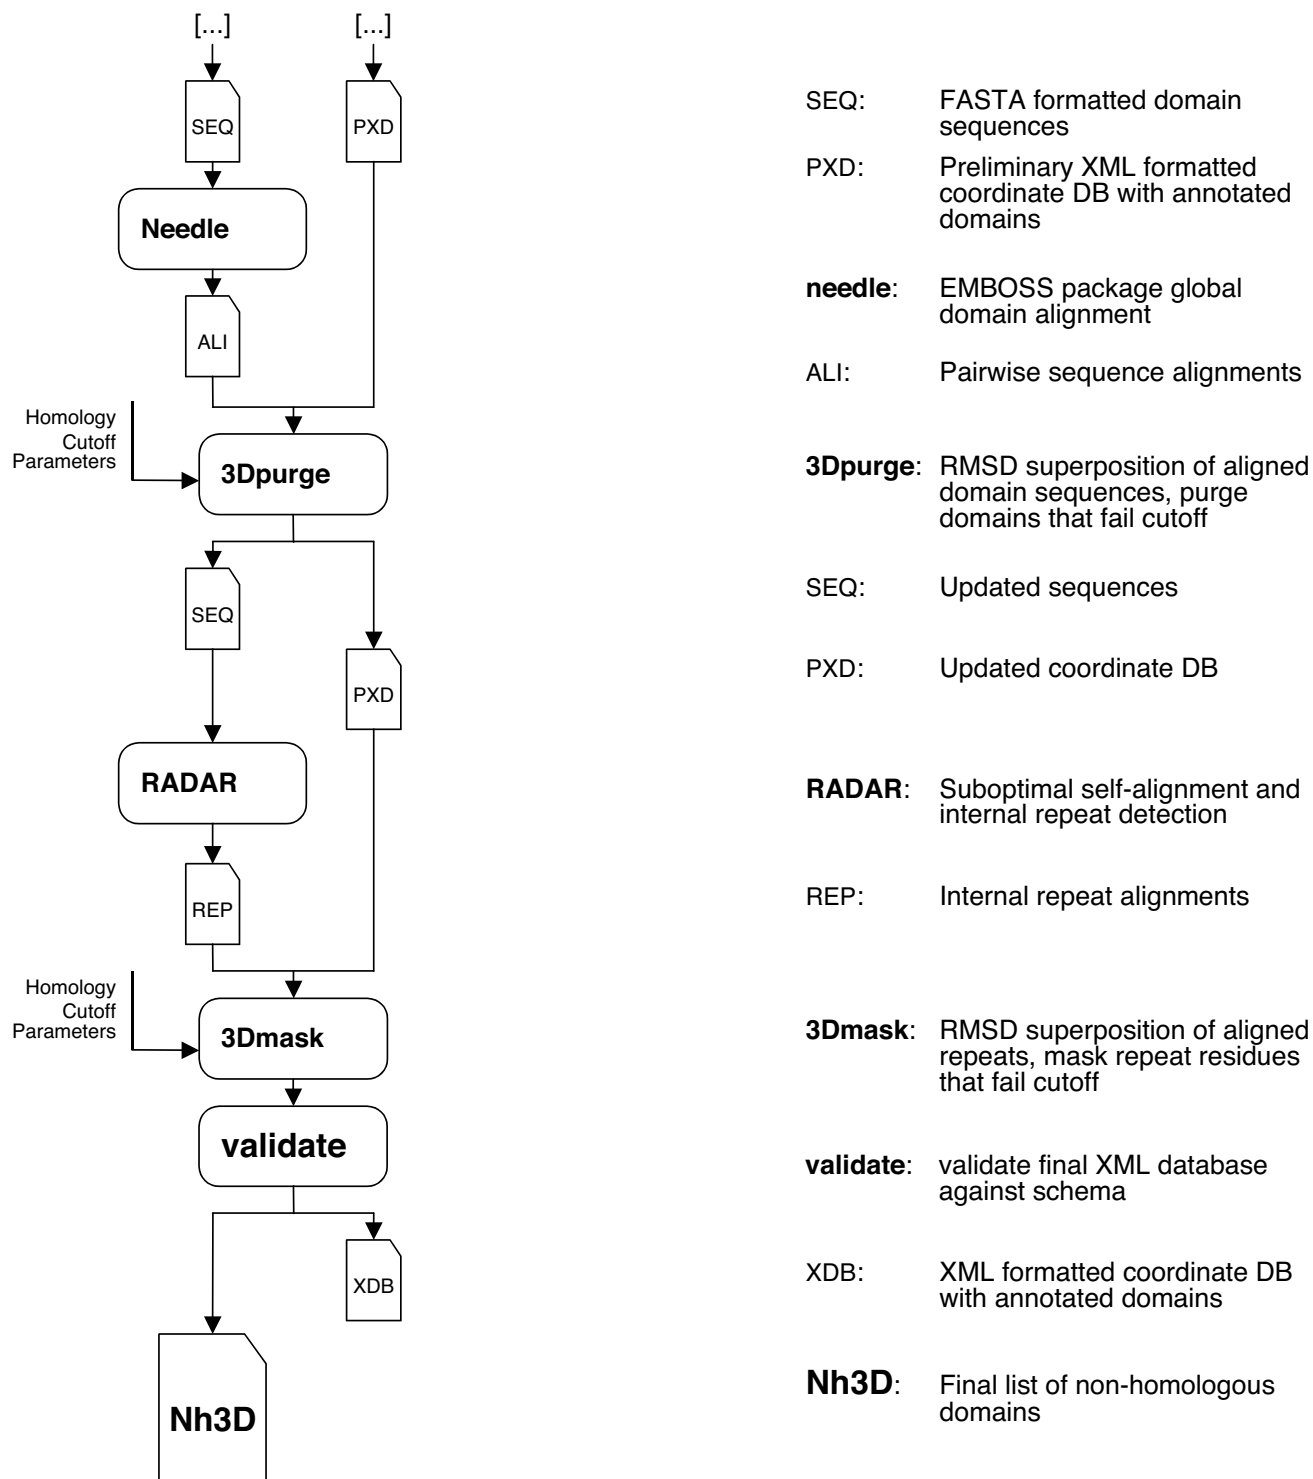 [...] [...]
SEQ
PXD
Needle
ALI
Homology
Cutoff
Parameters
3Dpurge
SEQ
PXD
RADAR
REP
Homology
Cutoff
Parameters
3Dmask
validate
XDB
Nh3D
SEQ: FASTA formatted domain
sequences
PXD: Preliminary XML formatted
coordinate DB with annotated
domains
needle: EMBOSS package global
domain alignment
ALI: Pairwise sequence alignments
3Dpurge: RMSD superposition of aligned
domain sequences, purge
domains that fail cutoff
SEQ: Updated sequences
PXD: Updated coordinate DB
RADAR: Suboptimal self-alignment and
internal repeat detection
REP: Internal repeat alignments
3Dmask: RMSD superposition of aligned
repeats, mask repeat residues
that fail cutoff
validate: validate final XML database
against schema
XDB: XML formatted coordinate DB
with annotated domains
Nh3D: Final list of non-homologous
domains